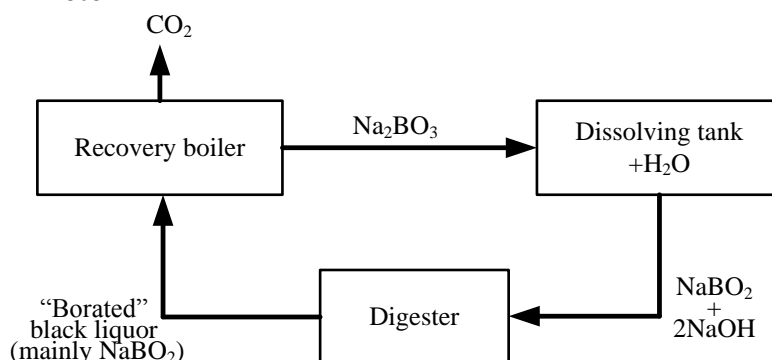 CO₂
Recovery boiler
Na₂BO₃
Dissolving tank
+H₂O
"Borated"
black liquor
(mainly NaBO₂)
Digester
NaBO₂
+
2NaOH